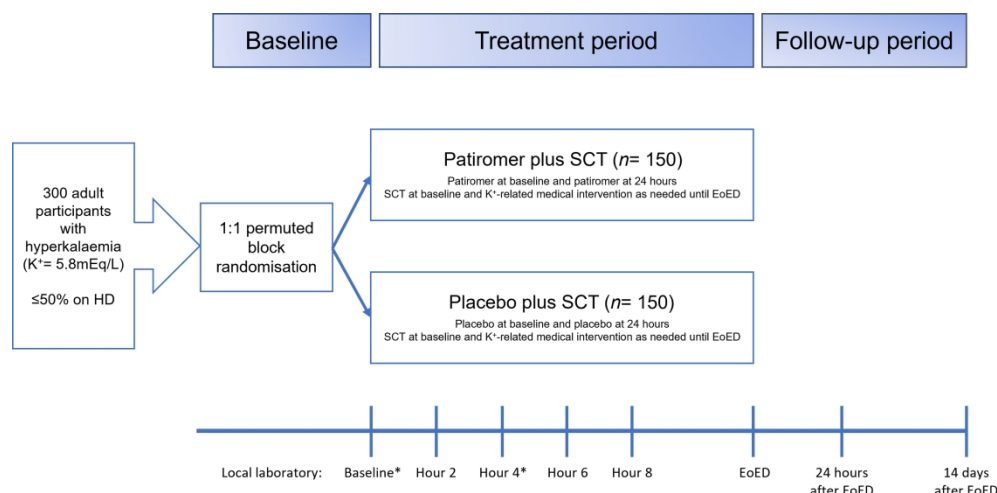 Baseline
Treatment period
Follow-up period
300 adult
participants
with
hyperkalaemia
(K⁺= 5.8mEq/L)
≤50% on HD
1:1 permuted
block
randomisation
Patiromer plus SCT (n= 150)
Patiromer at baseline and patiromer at 24 hours
SCT at baseline and K⁺-related medical intervention as needed until EoED
Placebo plus SCT (n= 150)
Placebo at baseline and placebo at 24 hours
SCT at baseline and K⁺-related medical intervention as needed until EoED
Local laboratory: Baseline* Hour 2 Hour 4* Hour 6 Hour 8 EoED 24 hours 14 days
after EoED after EoED